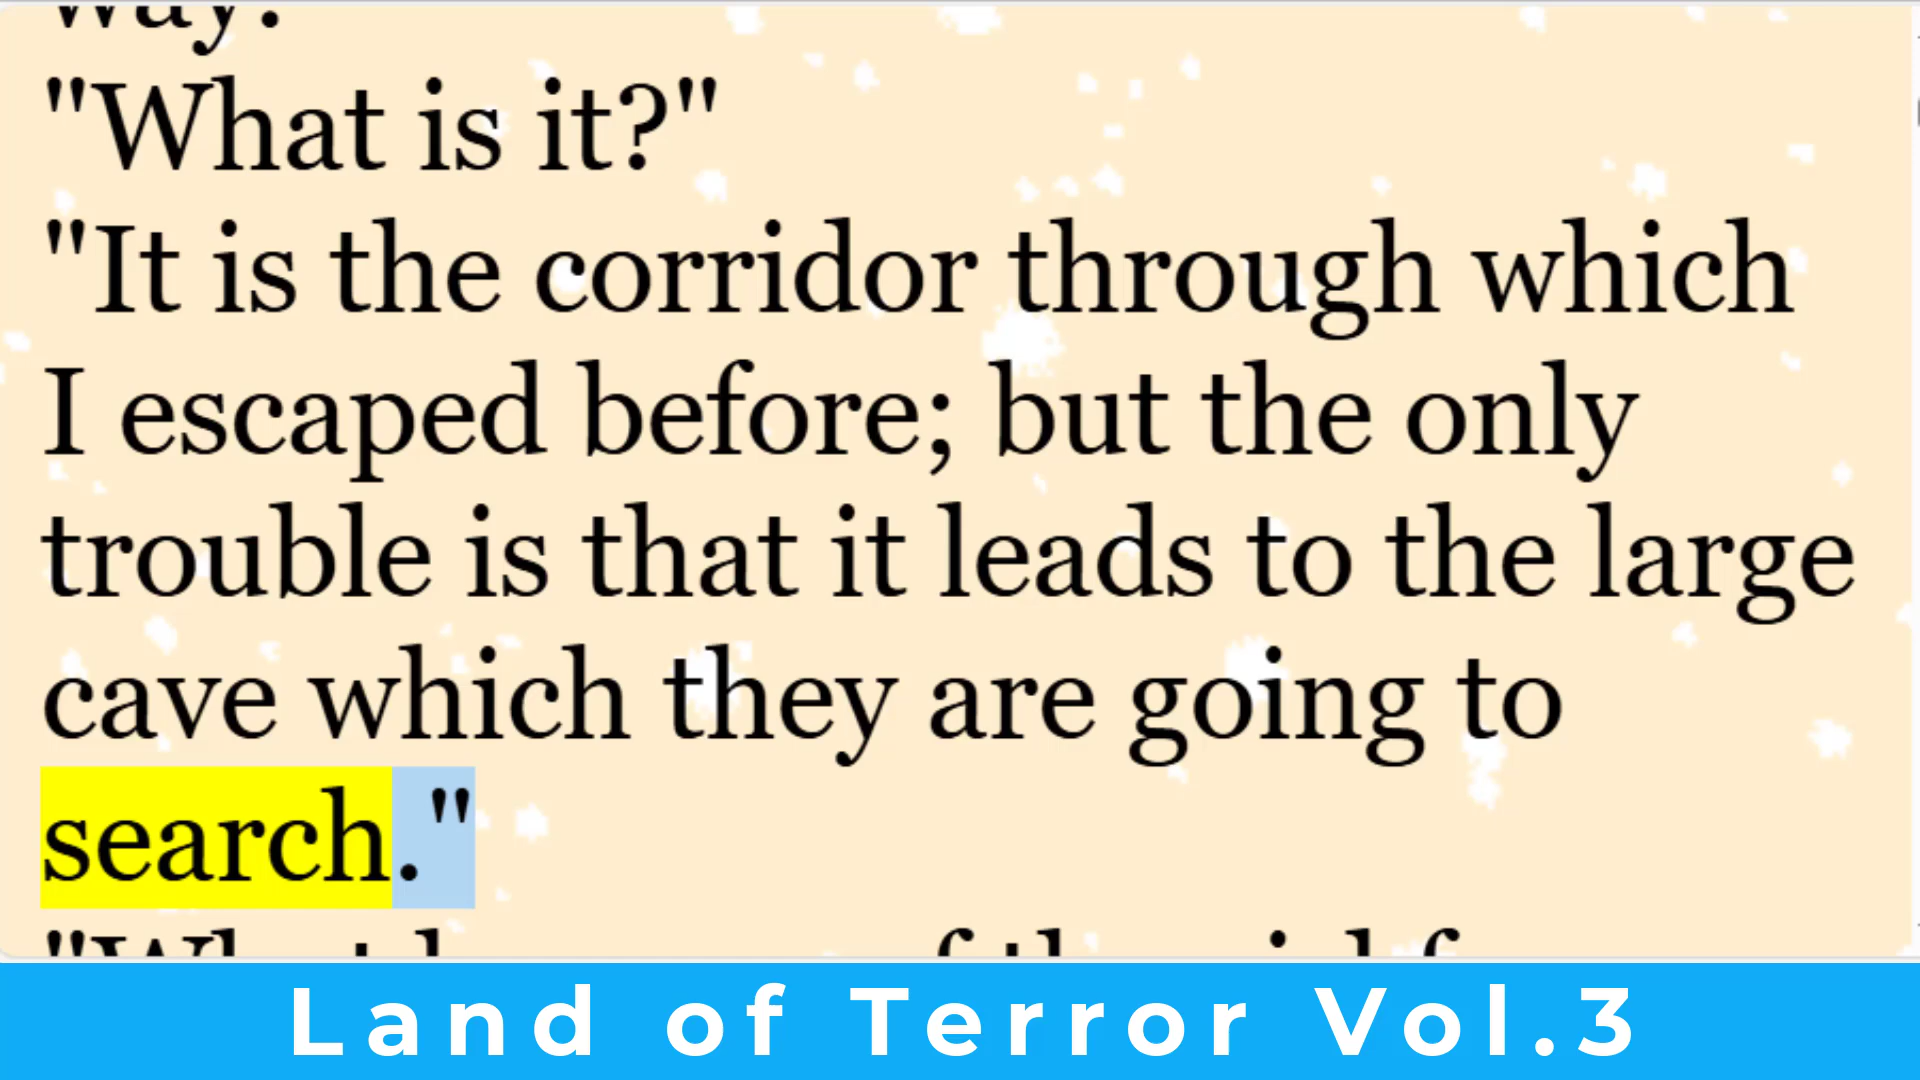 way.
"What is it?"
"It is the corridor through which
I escaped before; but the only
trouble is that it leads to the large
cave which they are going to
search."
Land of Terror Vol.3